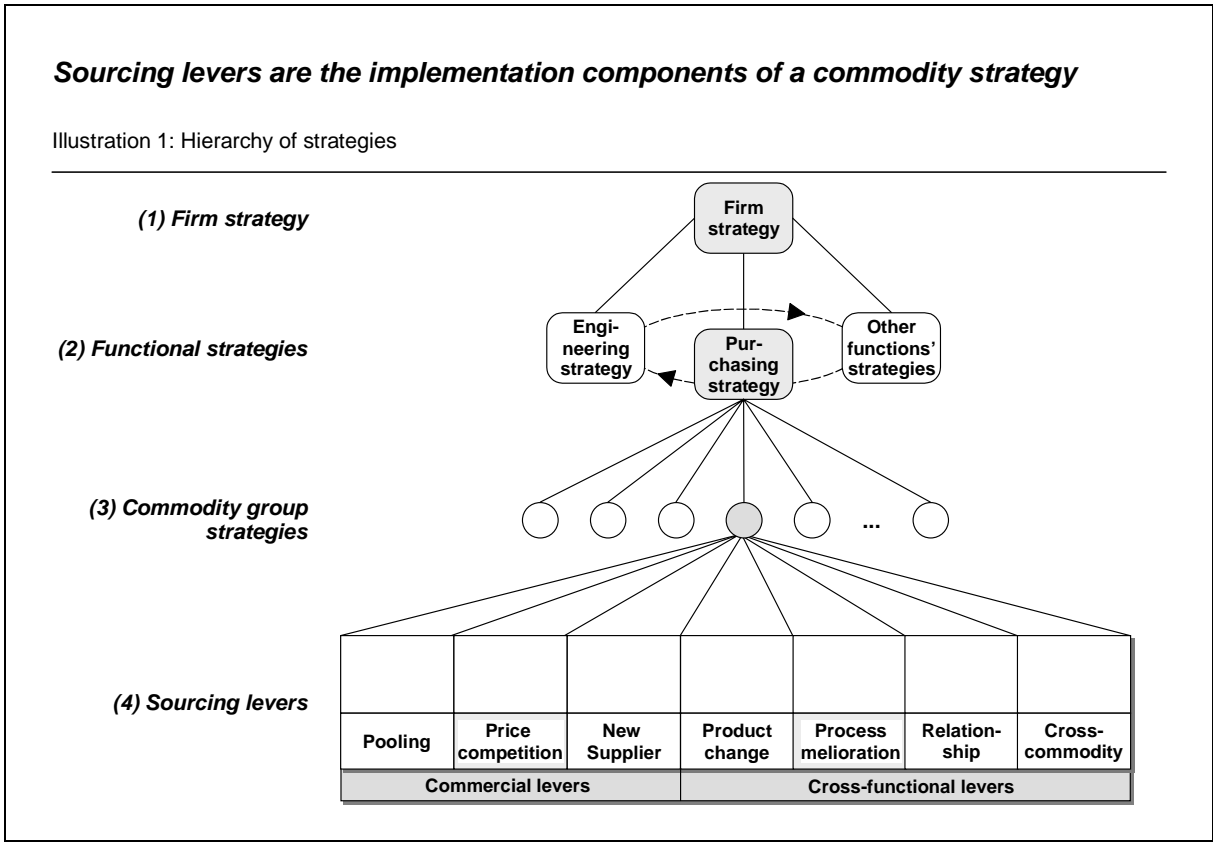 Sourcing levers are the implementation components of a commodity strategy
Illustration 1: Hierarchy of strategies
(1) Firm strategy
Firm
strategy
(2) Functional strategies
Engi-
neering
strategy
Pur-
chasing
strategy
Other
functions’
strategies
(3) Commodity group
strategies
...
(4) Sourcing levers
Pooling
Price
competition
New
Supplier
Product
change
Process
melioration
Relation-
ship
Cross-
commodity
Commercial levers
Cross-functional levers